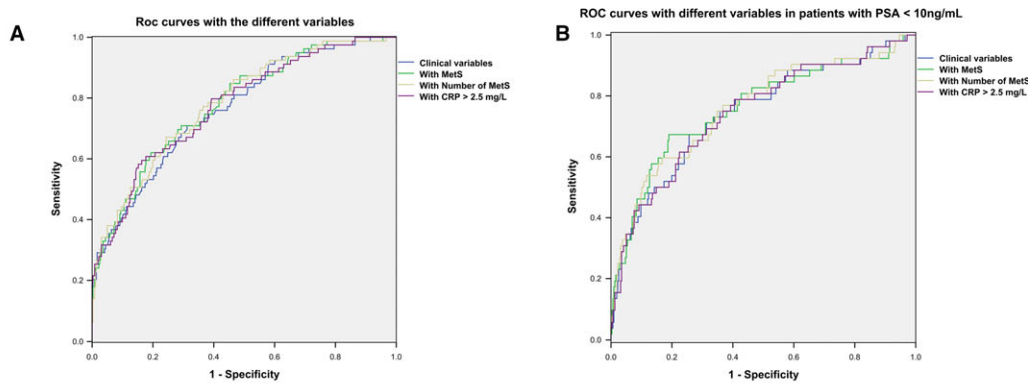 A
Roc curves with the different variables
Sensitivity
1.0
0.8
0.6
0.4
0.2
0.0
0.0 0.2 0.4 0.6 0.8 1.0
1 - Specificity
Clinical variables
With MetS
With Number of MetS
With CRP > 2.5 mg/L
B
ROC curves with different variables in patients with PSA < 10ng/mL
Sensitivity
1.0
0.8
0.6
0.4
0.2
0.0
0.0 0.2 0.4 0.6 0.8 1.0
1 - Specificity
Clinical variables
With MetS
With Number of MetS
With CRP > 2.5 mg/L